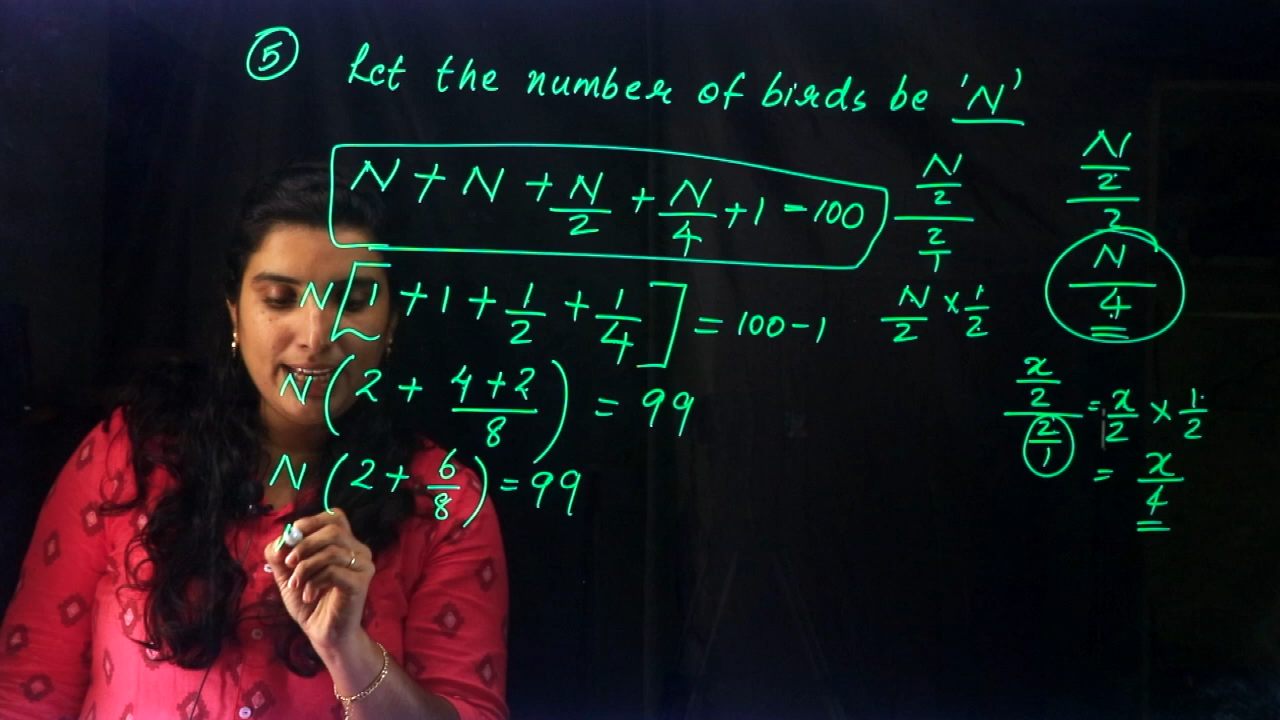 ⑤ Let the number of birds be 'N'
N + N + N/2 + N/4 + 1 = 100
N/2 / 2/1
N/2 / 2
N [1 + 1 + 1/2 + 1/4] = 100 - 1
N/2 × 1/2
N/4
N (2 + 4+2/8) = 99
x/2 / 2/1 = x/2 × 1/2
N (2 + 6/8) = 99
= x/4